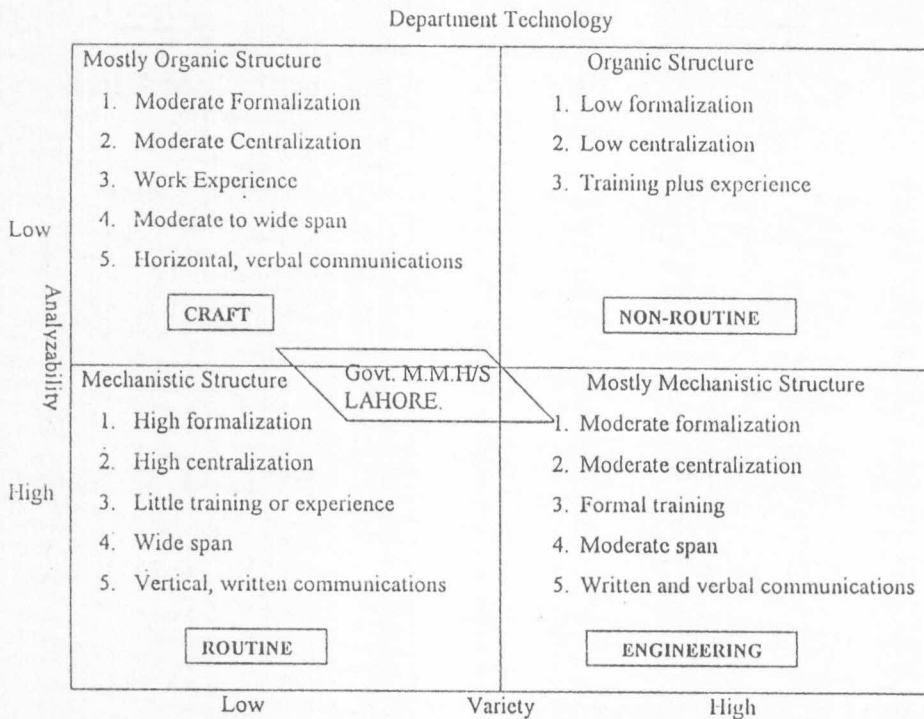 Department Technology
Mostly Organic Structure
1. Moderate Formalization
2. Moderate Centralization
3. Work Experience
4. Moderate to wide span
5. Horizontal, verbal communications
CRAFT
Organic Structure
1. Low formalization
2. Low centralization
3. Training plus experience
NON-ROUTINE
Low
Analyzability
High
Govt. M.M.H/S
LAHORE.
Mechanistic Structure
1. High formalization
2. High centralization
3. Little training or experience
4. Wide span
5. Vertical, written communications
ROUTINE
Mostly Mechanistic Structure
1. Moderate formalization
2. Moderate centralization
3. Formal training
4. Moderate span
5. Written and verbal communications
ENGINEERING
Low
Variety
High